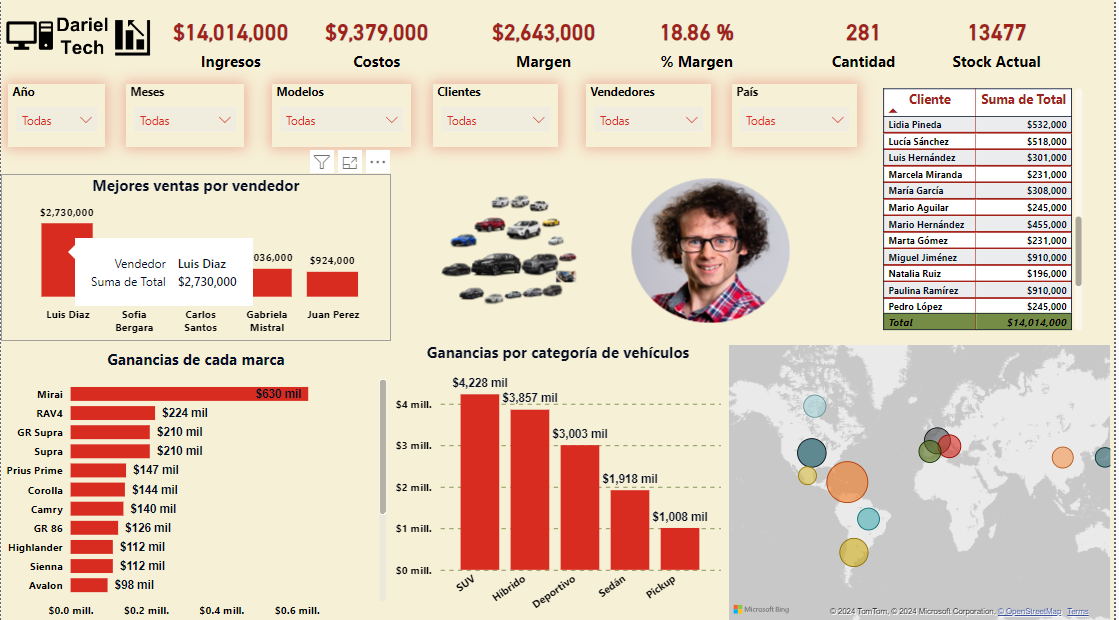 Dariel
Tech
$14,014,000
Ingresos
$9,379,000
Costos
$2,643,000
Margen
18.86 %
% Margen
281
Cantidad
13477
Stock Actual
Año
Todas
Meses
Todas
Modelos
Todas
Clientes
Todas
Vendedores
Todas
País
Todas
Cliente Suma de Total
Lidia Pineda $532,000
Lucía Sánchez $518,000
Luis Hernández $301,000
Marcela Miranda $231,000
María García $308,000
Mario Aguilar $245,000
Mario Hernández $455,000
Marta Gómez $231,000
Miguel Jiménez $910,000
Natalia Ruiz $196,000
Paulina Ramírez $910,000
Pedro López $245,000
Total $14,014,000
Mejores ventas por vendedor
$2,730,000
036,000
$924,000
Vendedor Luis Diaz
Suma de Total $2,730,000
Luis Diaz
Sofia
Bergara
Carlos
Santos
Gabriela
Mistral
Juan Perez
Ganancias de cada marca
Mirai $630 mil
RAV4 $224 mil
GR Supra $210 mil
Supra $210 mil
Prius Prime $147 mil
Corolla $144 mil
Camry $140 mil
GR 86 $126 mil
Highlander $112 mil
Sienna $112 mil
Avalon $98 mil
$0.0 mill. $0.2 mill. $0.4 mill. $0.6 mill.
Ganancias por categoría de vehículos
$4,228 mil
$3,857 mil
$3,003 mil
$1,918 mil
$1,008 mil
$4 mill.
$3 mill.
$2 mill.
$1 mill.
$0 mill.
SUV
Híbrido
Deportivo
Sedán
Pickup
Microsoft Bing
© 2024 TomTom, © 2024 Microsoft Corporation, © OpenStreetMap Terms